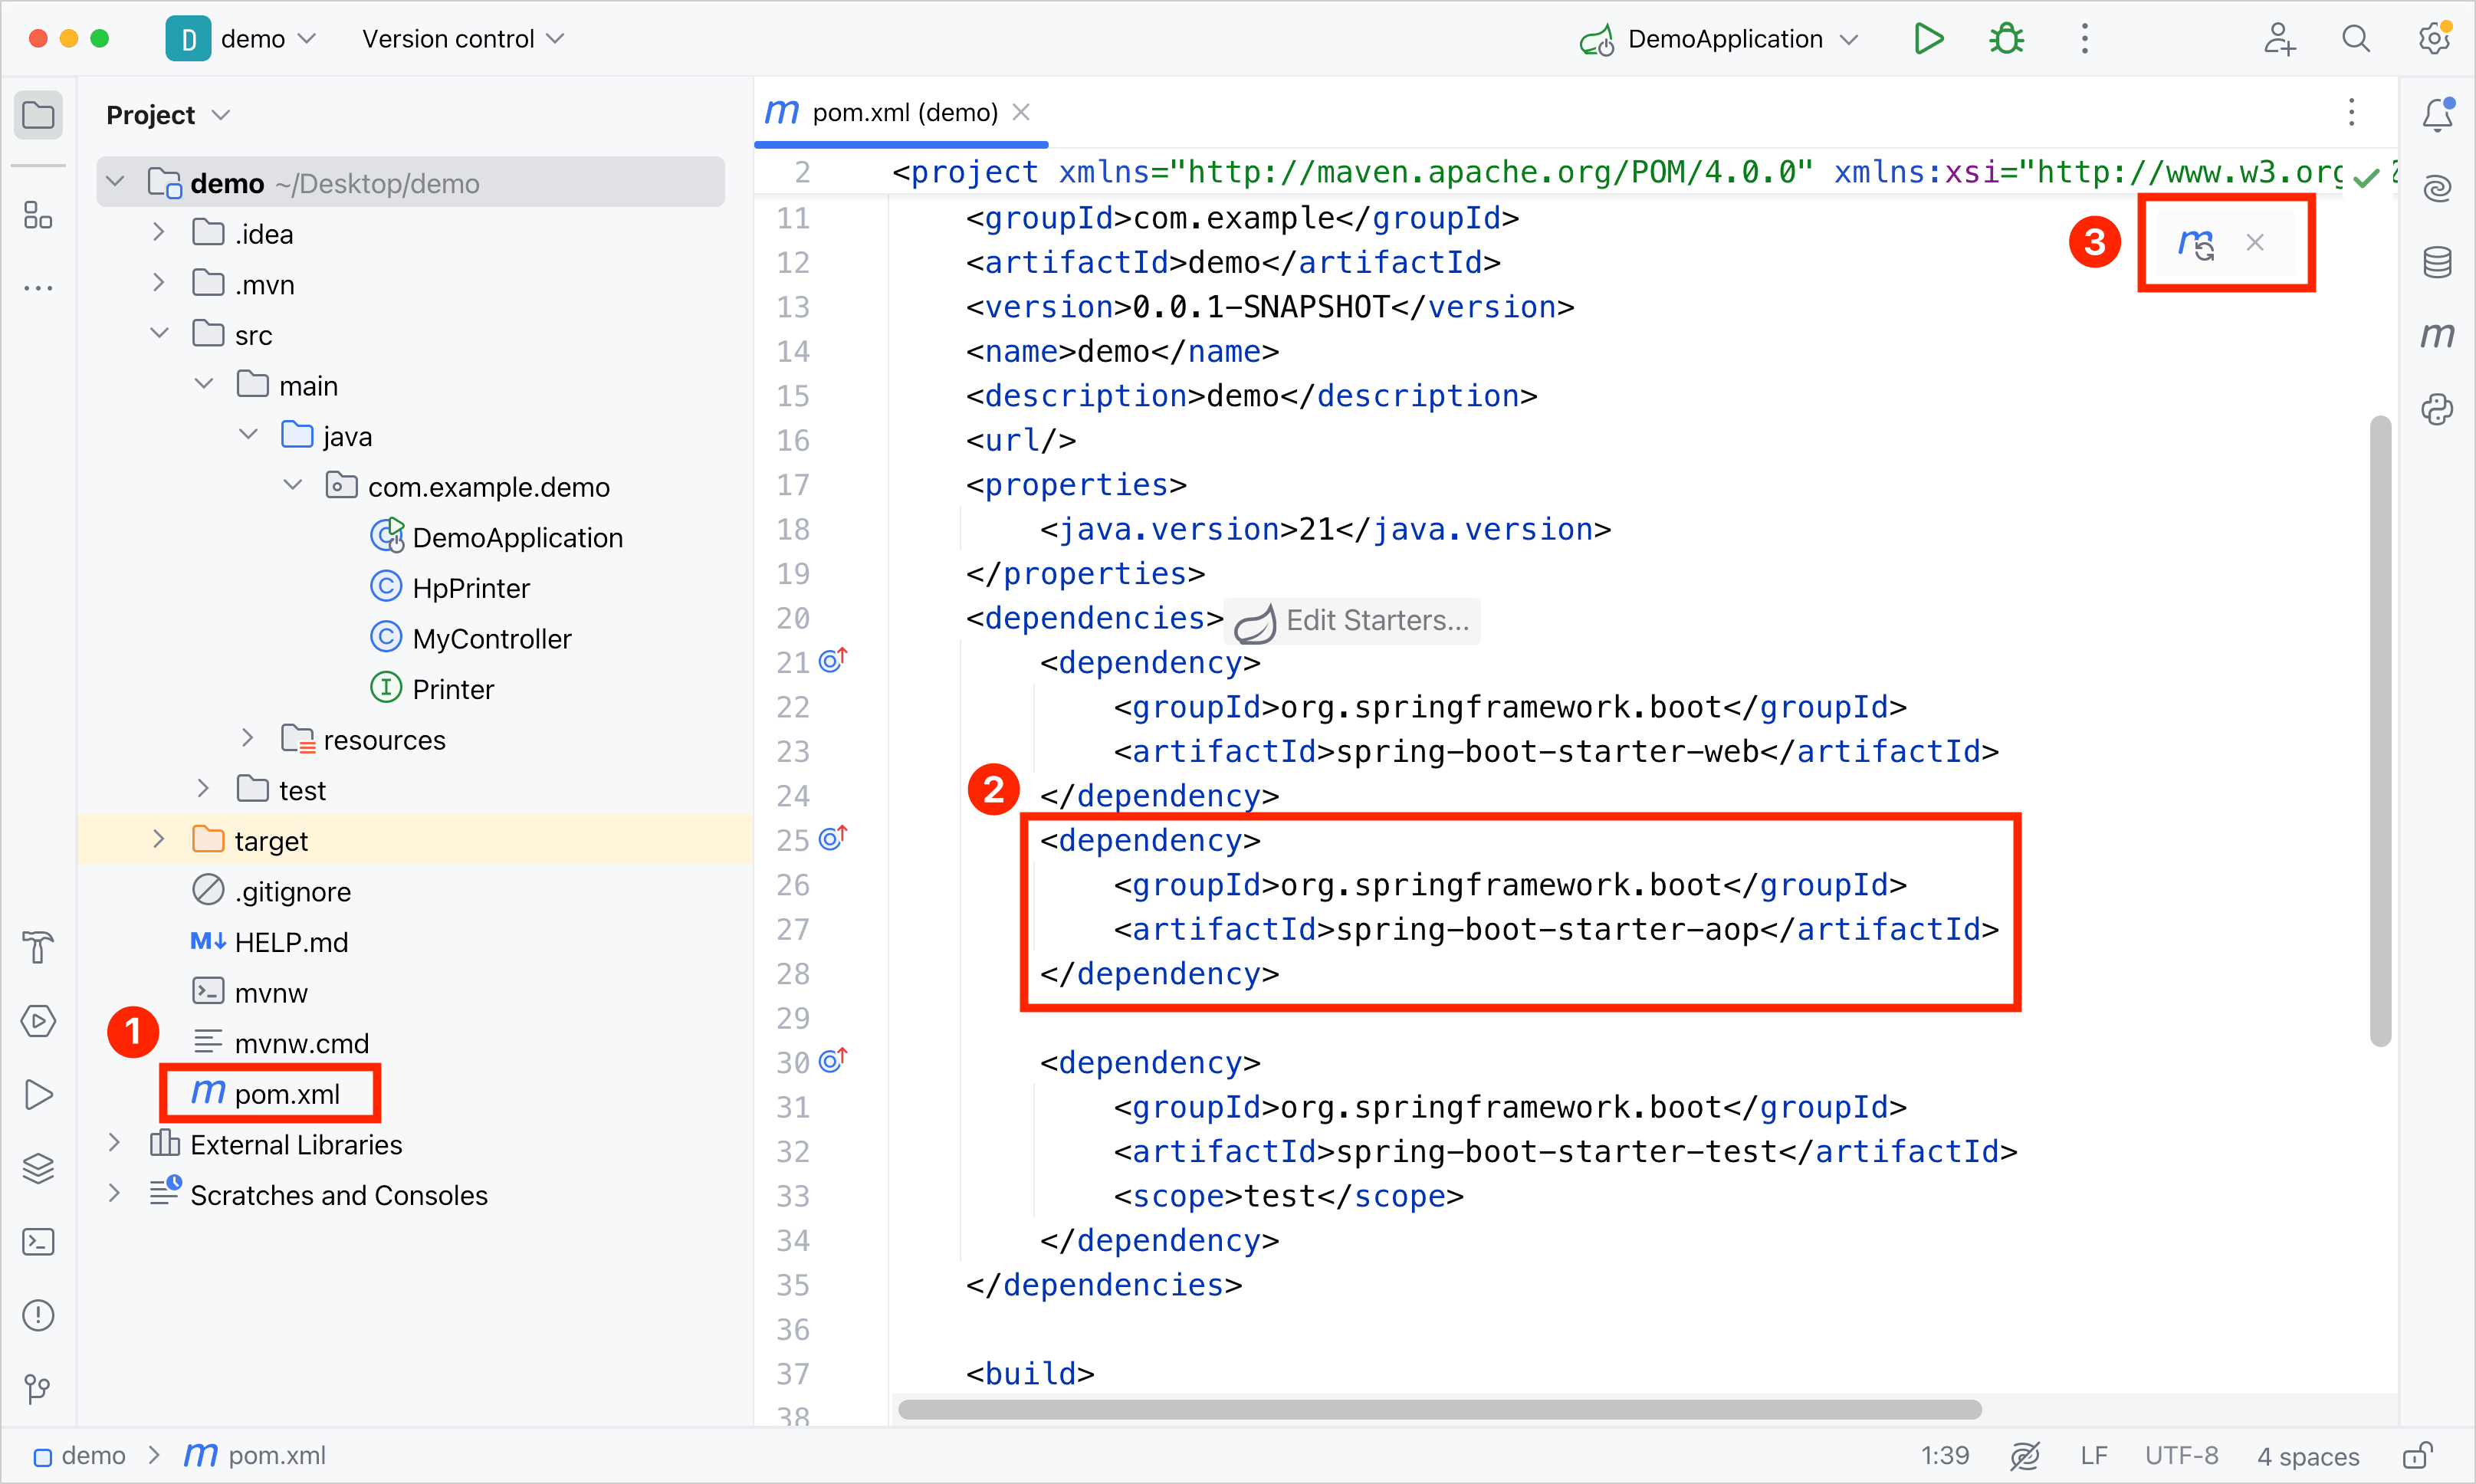 D demo Version control DemoApplication
Project
demo ~/Desktop/demo
.idea
.mvn
src
main
java
com.example.demo
DemoApplication
HpPrinter
MyController
Printer
resources
test
target
.gitignore
M↓ HELP.md
mvnw
1
mvnw.cmd
m pom.xml
External Libraries
Scratches and Consoles
m pom.xml (demo)
2 <project xmlns="http://maven.apache.org/POM/4.0.0" xmlns:xsi="http://www.w3.org
3
11 <groupId>com.example</groupId>
12 <artifactId>demo</artifactId>
13 <version>0.0.1-SNAPSHOT</version>
14 <name>demo</name>
15 <description>demo</description>
16 <url/>
17 <properties>
18 <java.version>21</java.version>
19 </properties>
20 <dependencies> Edit Starters...
21 <dependency>
22 <groupId>org.springframework.boot</groupId>
23 <artifactId>spring-boot-starter-web</artifactId>
2
24 </dependency>
25 <dependency>
26 <groupId>org.springframework.boot</groupId>
27 <artifactId>spring-boot-starter-aop</artifactId>
28 </dependency>
29
30 <dependency>
31 <groupId>org.springframework.boot</groupId>
32 <artifactId>spring-boot-starter-test</artifactId>
33 <scope>test</scope>
34 </dependency>
35 </dependencies>
36
37 <build>
38
demo > m pom.xml 1:39 LF UTF-8 4 spaces